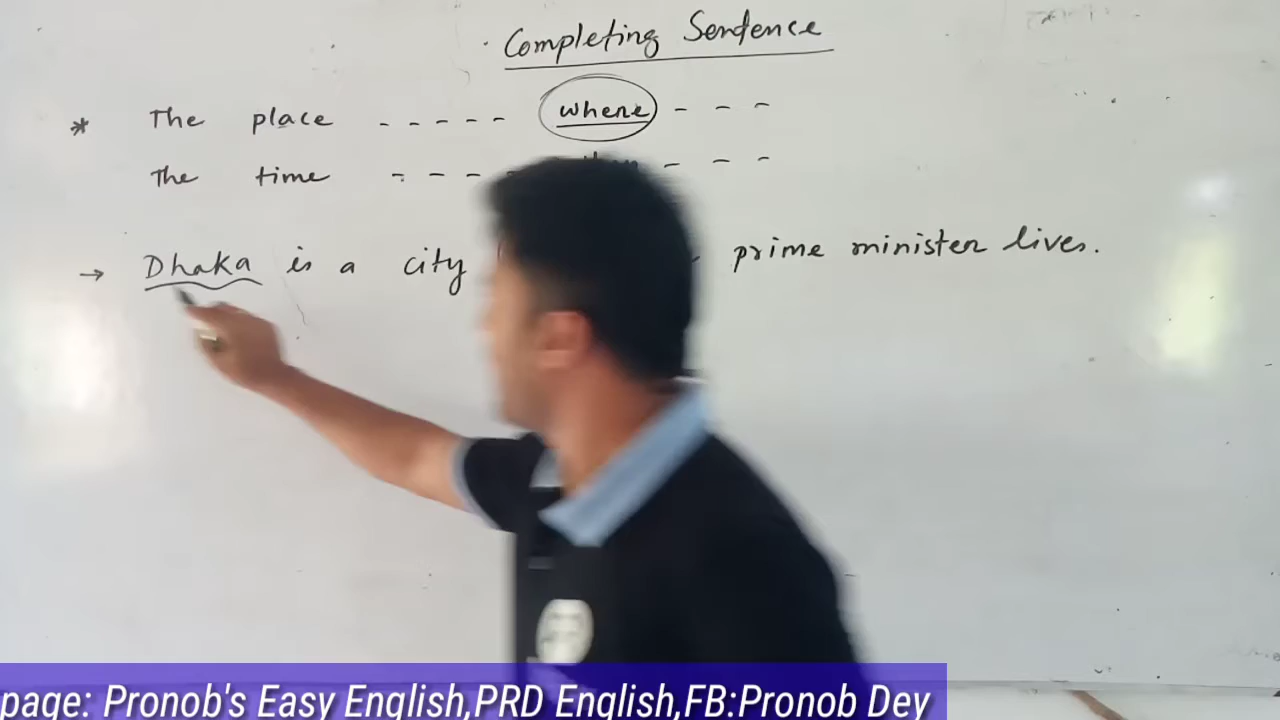 Completing Sentence
* The place - - - - - where - - -
The time - - - - - - -
→ Dhaka is a city prime minister lives.
page: Pronob's Easy English,PRD English,FB:Pronob Dey